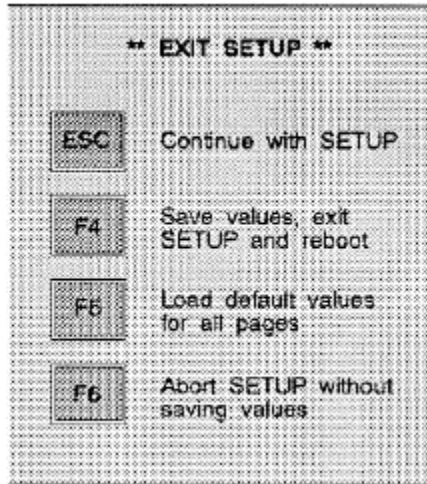 ** EXIT SETUP **
ESC Continue with SETUP
F4 Save values, exit
SETUP and reboot
F5 Load default values
for all pages
F6 Abort SETUP without
saving values